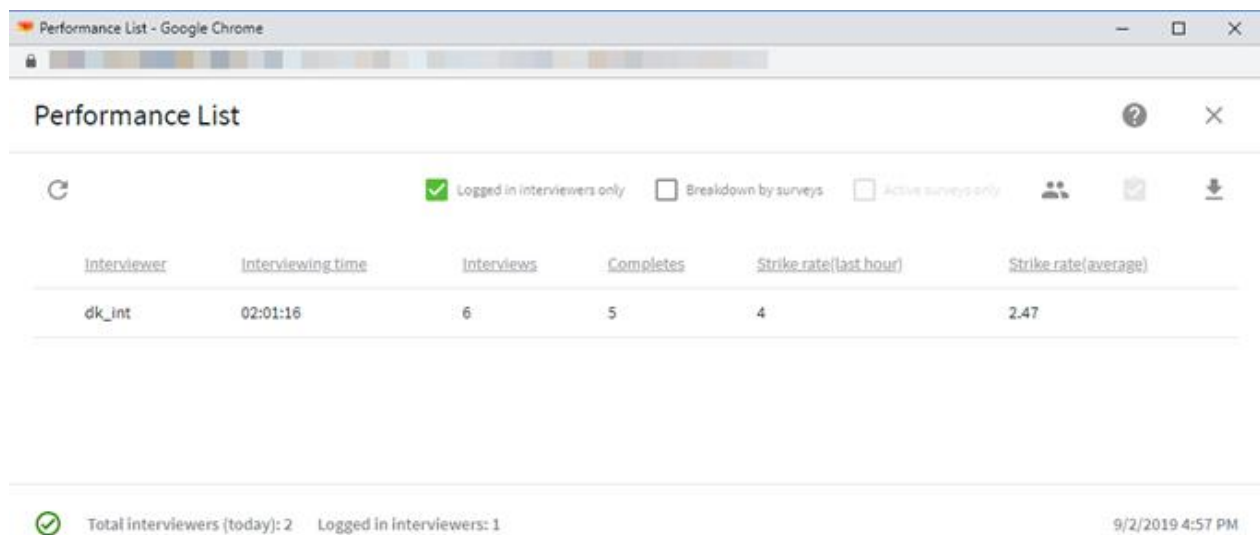 Performance List - Google Chrome
Performance List
Logged in interviewers only Breakdown by surveys Active surveys only
Interviewer Interviewing time Interviews Completes Strike rate(last hour) Strike rate(average)
dk_int 02:01:16 6 5 4 2.47
Total interviewers (today): 2 Logged in interviewers: 1 9/2/2019 4:57 PM